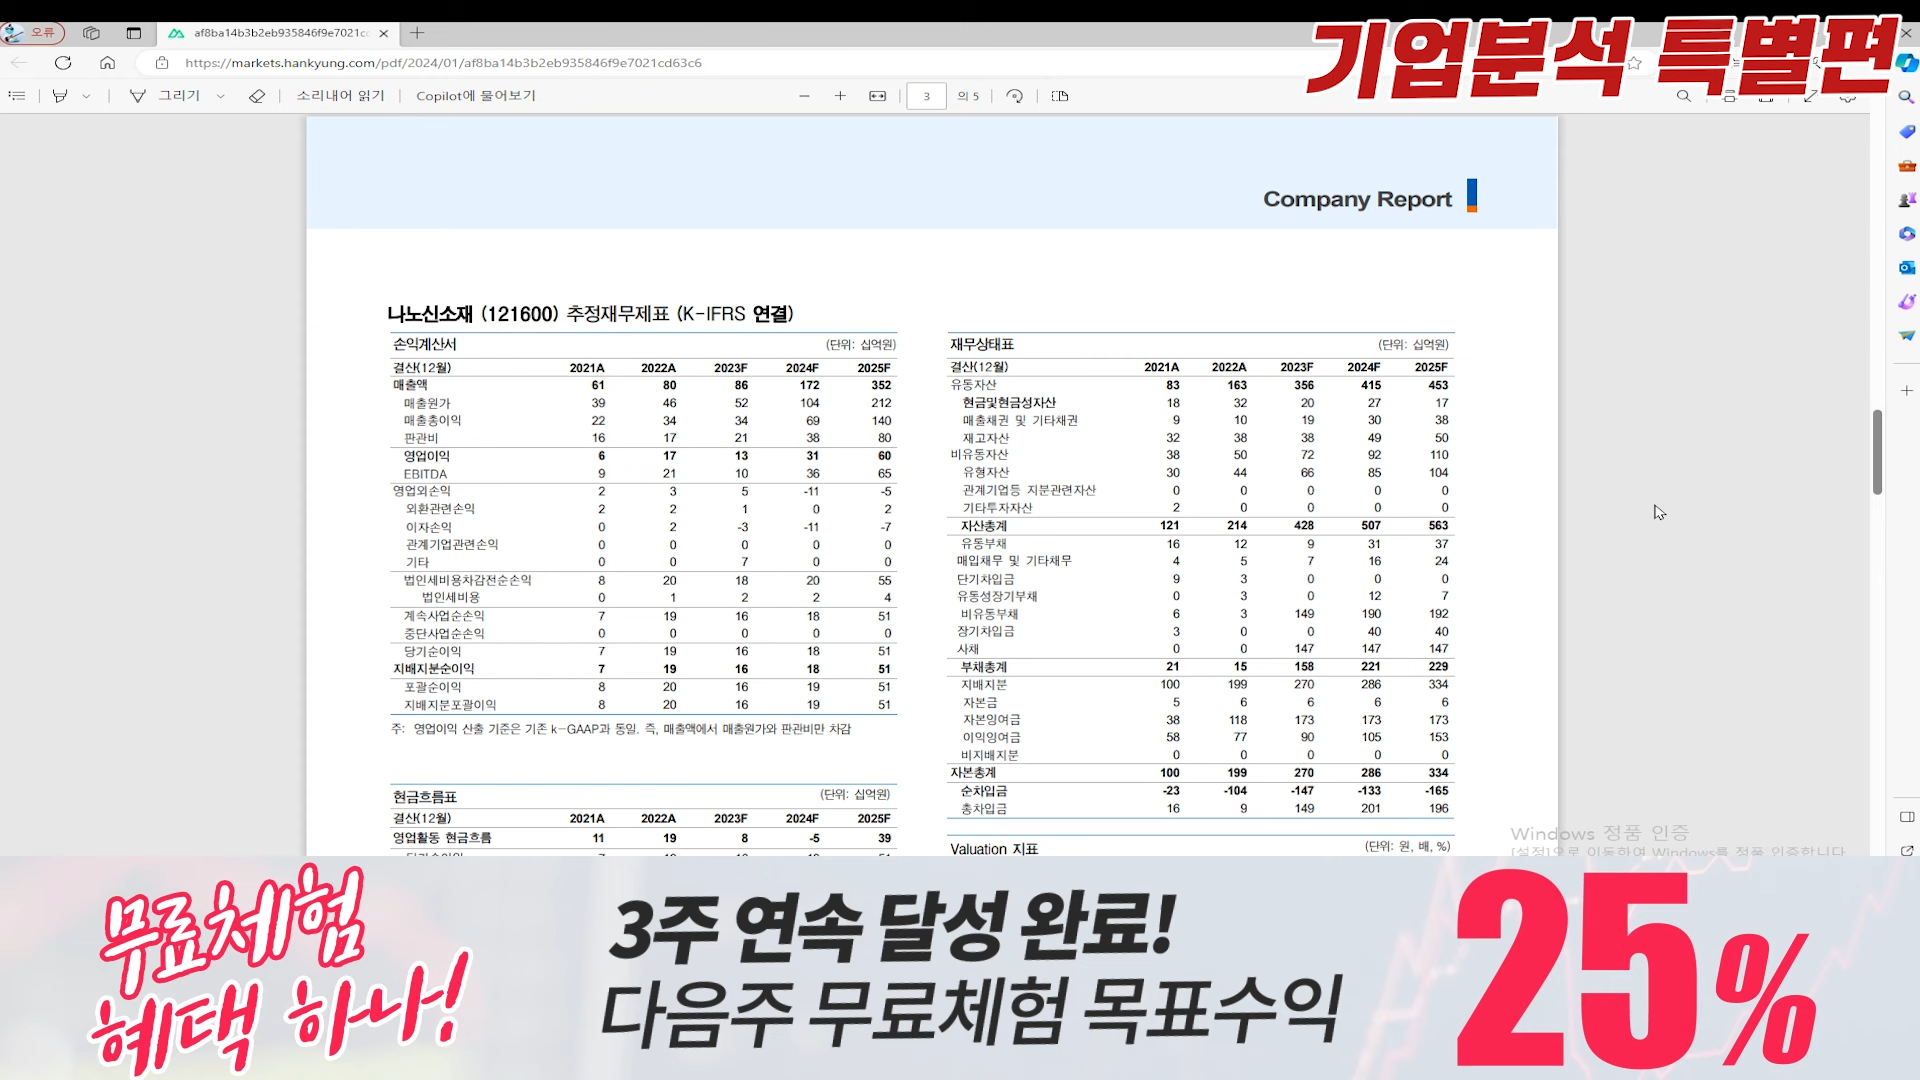 기업분석 특별편
오류
af8ba14b3b2eb935846f9e7021c
https://markets.hankyung.com/pdf/2024/01/af8ba14b3b2eb935846f9e7021cd63c6
그리기 소리내어 읽기 Copilot에 물어보기 3 의 5
Company Report
나노신소재 (121600) 추정재무제표 (K-IFRS 연결)
손익계산서 (단위: 십억원)
결산(12월) 2021A 2022A 2023F 2024F 2025F
매출액 61 80 86 172 352
매출원가 39 46 52 104 212
매출총이익 22 34 34 69 140
판관비 16 17 21 38 80
영업이익 6 17 13 31 60
EBITDA 9 21 10 36 65
영업외손익 2 3 5 -11 -5
외환관련손익 2 2 1 0 2
이자손익 0 2 -3 -11 -7
관계기업관련손익 0 0 0 0 0
기타 0 0 7 0 0
법인세비용차감전순손익 8 20 18 20 55
법인세비용 0 1 2 2 4
계속사업순손익 7 19 16 18 51
중단사업순손익 0 0 0 0 0
당기순이익 7 19 16 18 51
지배지분순이익 7 19 16 18 51
포괄순이익 8 20 16 19 51
지배지분포괄이익 8 20 16 19 51
주: 영업이익 산출 기준은 기존 k-GAAP과 동일. 즉, 매출액에서 매출원가와 판관비만 차감
현금흐름표 (단위: 십억원)
결산(12월) 2021A 2022A 2023F 2024F 2025F
영업활동 현금흐름 11 19 8 -5 39
재무상태표 (단위: 십억원)
결산(12월) 2021A 2022A 2023F 2024F 2025F
유동자산 83 163 356 415 453
현금및현금성자산 18 32 20 27 17
매출채권 및 기타채권 9 10 19 30 38
재고자산 32 38 38 49 50
비유동자산 38 50 72 92 110
유형자산 30 44 66 85 104
관계기업등 지분관련자산 0 0 0 0 0
기타투자자산 2 0 0 0 0
자산총계 121 214 428 507 563
유동부채 16 12 9 31 37
매입채무 및 기타채무 4 5 7 16 24
단기차입금 9 3 0 0 0
유동성장기부채 0 3 0 12 7
비유동부채 6 3 149 190 192
장기차입금 3 0 0 40 40
사채 0 0 147 147 147
부채총계 21 15 158 221 229
지배지분 100 199 270 286 334
자본금 5 6 6 6 6
자본잉여금 38 118 173 173 173
이익잉여금 58 77 90 105 153
비지배지분 0 0 0 0 0
자본총계 100 199 270 286 334
순차입금 -23 -104 -147 -133 -165
총차입금 16 9 149 201 196
Valuation 지표 (단위: 원, 배, %)
Windows 정품 인증
[설정]으로 이동하여 Windows를 정품 인증합니다
무료체험
혜택 하나!
3주 연속 달성 완료!
다음주 무료체험 목표수익
25%